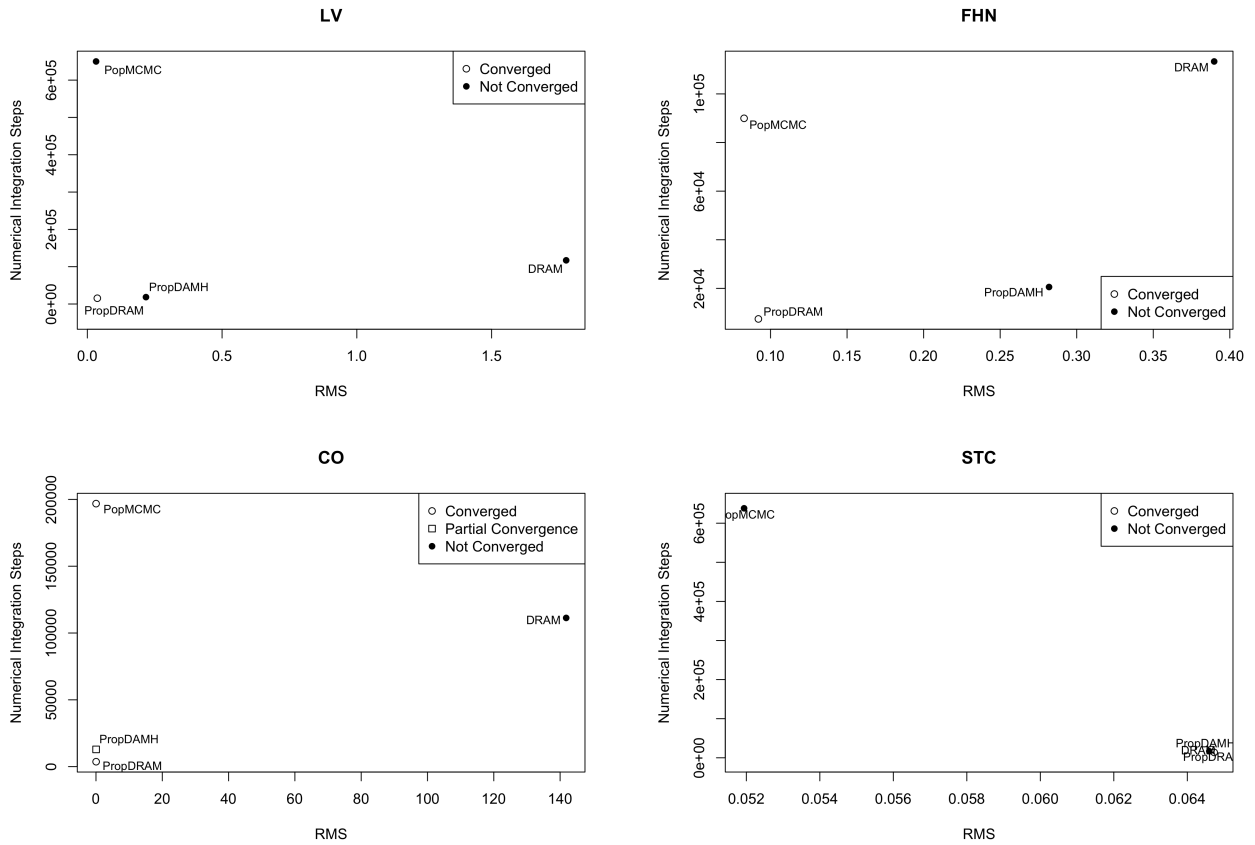 LV
Numerical Integration Steps
6e+05
4e+05
2e+05
0e+00
PopMCMC
Converged
Not Converged
DRAM
PropDAMH
PropDRAM
0.0 0.5 1.0 1.5
RMS
FHN
Numerical Integration Steps
1e+05
6e+04
2e+04
DRAM
PopMCMC
PropDAMH
PropDRAM
Converged
Not Converged
0.10 0.15 0.20 0.25 0.30 0.35 0.40
RMS
CO
Numerical Integration Steps
200000
150000
100000
50000
0
PopMCMC
Converged
Partial Convergence
Not Converged
DRAM
PropDAMH
PropDRAM
0 20 40 60 80 100 120 140
RMS
STC
Numerical Integration Steps
6e+05
4e+05
2e+05
0e+00
opMCMC
Converged
Not Converged
PropDAMH
DRAM
PropDRA
0.052 0.054 0.056 0.058 0.060 0.062 0.064
RMS